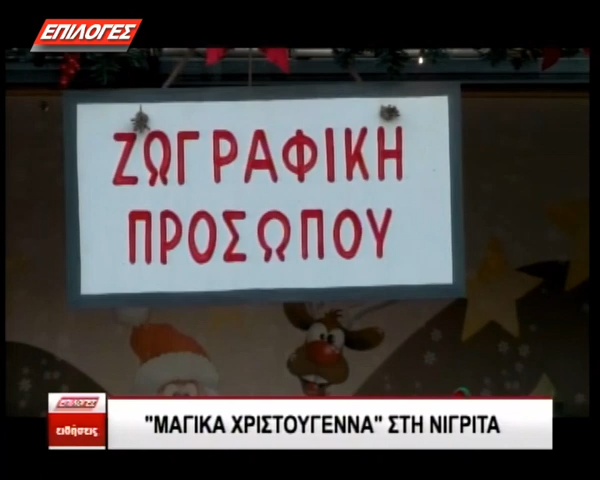 ΕΠΙΛΟΓΕΣ
ΖΩΓΡΑΦΙΚΗ
ΠΡΟΣΩΠΟΥ
ΕΠΙΛΟΓΕΣ
ειδήσεις
"ΜΑΓΙΚΑ ΧΡΙΣΤΟΥΓΕΝΝΑ" ΣΤΗ ΝΙΓΡΙΤΑ